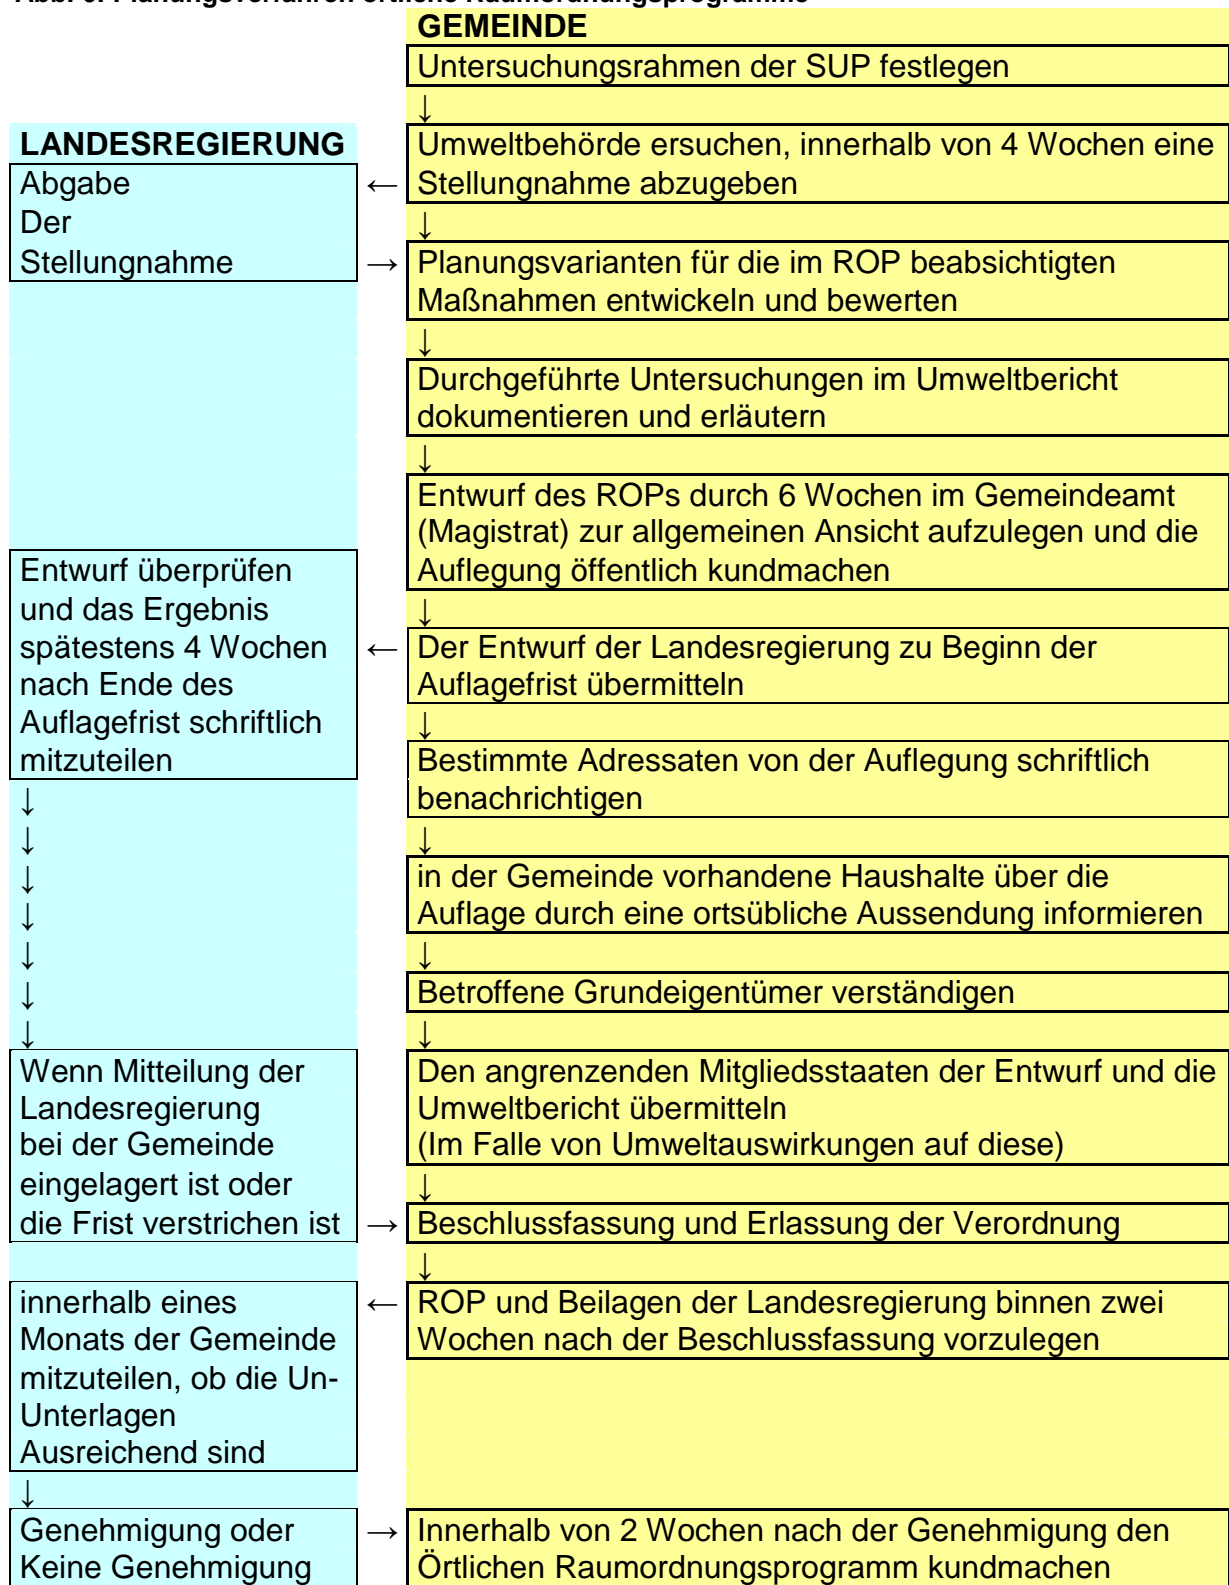 Abb. 6: Planungsverfahren örtliche Raumordnungsprogramme
GEMEINDE
Untersuchungsrahmen der SUP festlegen
↓
LANDESREGIERUNG
Umweltbehörde ersuchen, innerhalb von 4 Wochen eine
Stellungnahme abzugeben
←
Abgabe
Der
Stellungnahme
↓
→
Planungsvarianten für die im ROP beabsichtigten
Maßnahmen entwickeln und bewerten
↓
Durchgeführte Untersuchungen im Umweltbericht
dokumentieren und erläutern
↓
Entwurf des ROPs durch 6 Wochen im Gemeindeamt
(Magistrat) zur allgemeinen Ansicht aufzulegen und die
Auflegung öffentlich kundmachen
↓
Entwurf überprüfen
und das Ergebnis
spätestens 4 Wochen
nach Ende des
Auflagefrist schriftlich
mitzuteilen
←
Der Entwurf der Landesregierung zu Beginn der
Auflagefrist übermitteln
↓
Bestimmte Adressaten von der Auflegung schriftlich
benachrichtigen
↓
↓
↓
↓
↓
↓
↓
↓
in der Gemeinde vorhandene Haushalte über die
Auflage durch eine ortsübliche Aussendung informieren
↓
Betroffene Grundeigentümer verständigen
↓
Wenn Mitteilung der
Landesregierung
bei der Gemeinde
eingelagert ist oder
die Frist verstrichen ist
Den angrenzenden Mitgliedsstaaten der Entwurf und die
Umweltbericht übermitteln
(Im Falle von Umweltauswirkungen auf diese)
↓
→
Beschlussfassung und Erlassung der Verordnung
↓
innerhalb eines
Monats der Gemeinde
mitzuteilen, ob die Un-
Unterlagen
Ausreichend sind
←
ROP und Beilagen der Landesregierung binnen zwei
Wochen nach der Beschlussfassung vorzulegen
↓
Genehmigung oder
Keine Genehmigung
→
Innerhalb von 2 Wochen nach der Genehmigung den
Örtlichen Raumordnungsprogramm kundmachen